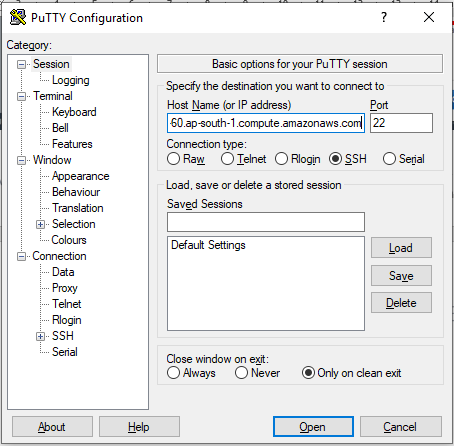 PuTTY Configuration
Category:
Session
Logging
Terminal
Keyboard
Bell
Features
Window
Appearance
Behaviour
Translation
Selection
Colours
Connection
Data
Proxy
Telnet
Rlogin
SSH
Serial
Basic options for your PuTTY session
Specify the destination you want to connect to
Host Name (or IP address) Port
60.ap-south-1.compute.amazonaws.com 22
Connection type:
Raw Telnet Rlogin SSH Serial
Load, save or delete a stored session
Saved Sessions
Default Settings
Load
Save
Delete
Close window on exit:
Always Never Only on clean exit
About Help Open Cancel